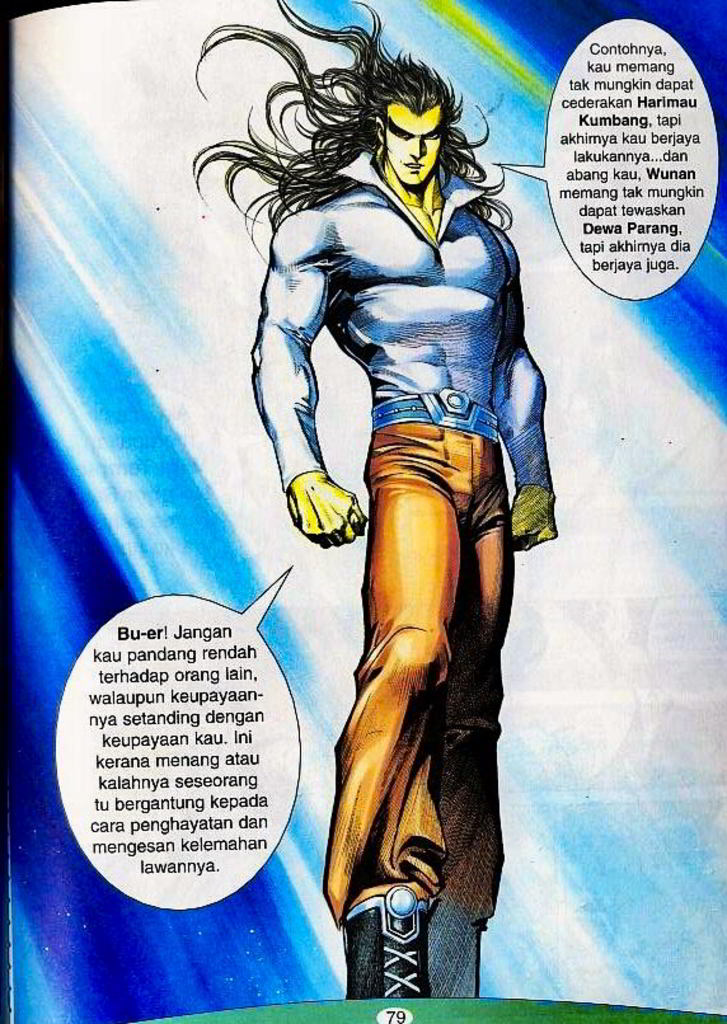 Contohnya,
kau memang
tak mungkin dapat
cederakan Harimau
Kumbang, tapi
akhirnya kau berjaya
lakukannya...dan
abang kau, Wunan
memang tak mungkin
dapat tewaskan
Dewa Parang,
tapi akhirnya dia
berjaya juga.
Bu-er! Jangan
kau pandang rendah
terhadap orang lain,
walaupun keupayaan-
nya setanding dengan
keupayaan kau. Ini
kerana menang atau
kalahnya seseorang
tu bergantung kepada
cara penghayatan dan
mengesan kelemahan
lawannya.
79